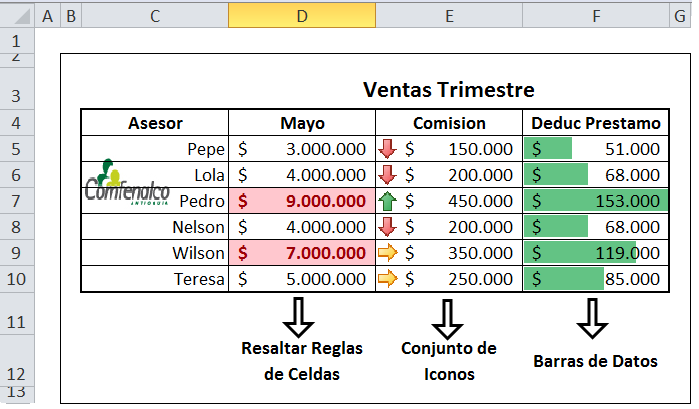 A B C D E F G
1
2
3 Ventas Trimestre
4 Asesor Mayo Comision Deduc Prestamo
5 Pepe $ 3.000.000 $ 150.000 $ 51.000
6 Lola $ 4.000.000 $ 200.000 $ 68.000
Comfenalco
ANTIOQUIA
7 Pedro $ 9.000.000 $ 450.000 $ 153.000
8 Nelson $ 4.000.000 $ 200.000 $ 68.000
9 Wilson $ 7.000.000 $ 350.000 $ 119.000
10 Teresa $ 5.000.000 $ 250.000 $ 85.000
11
Resaltar Reglas Conjunto de
12 de Celdas Iconos Barras de Datos
13